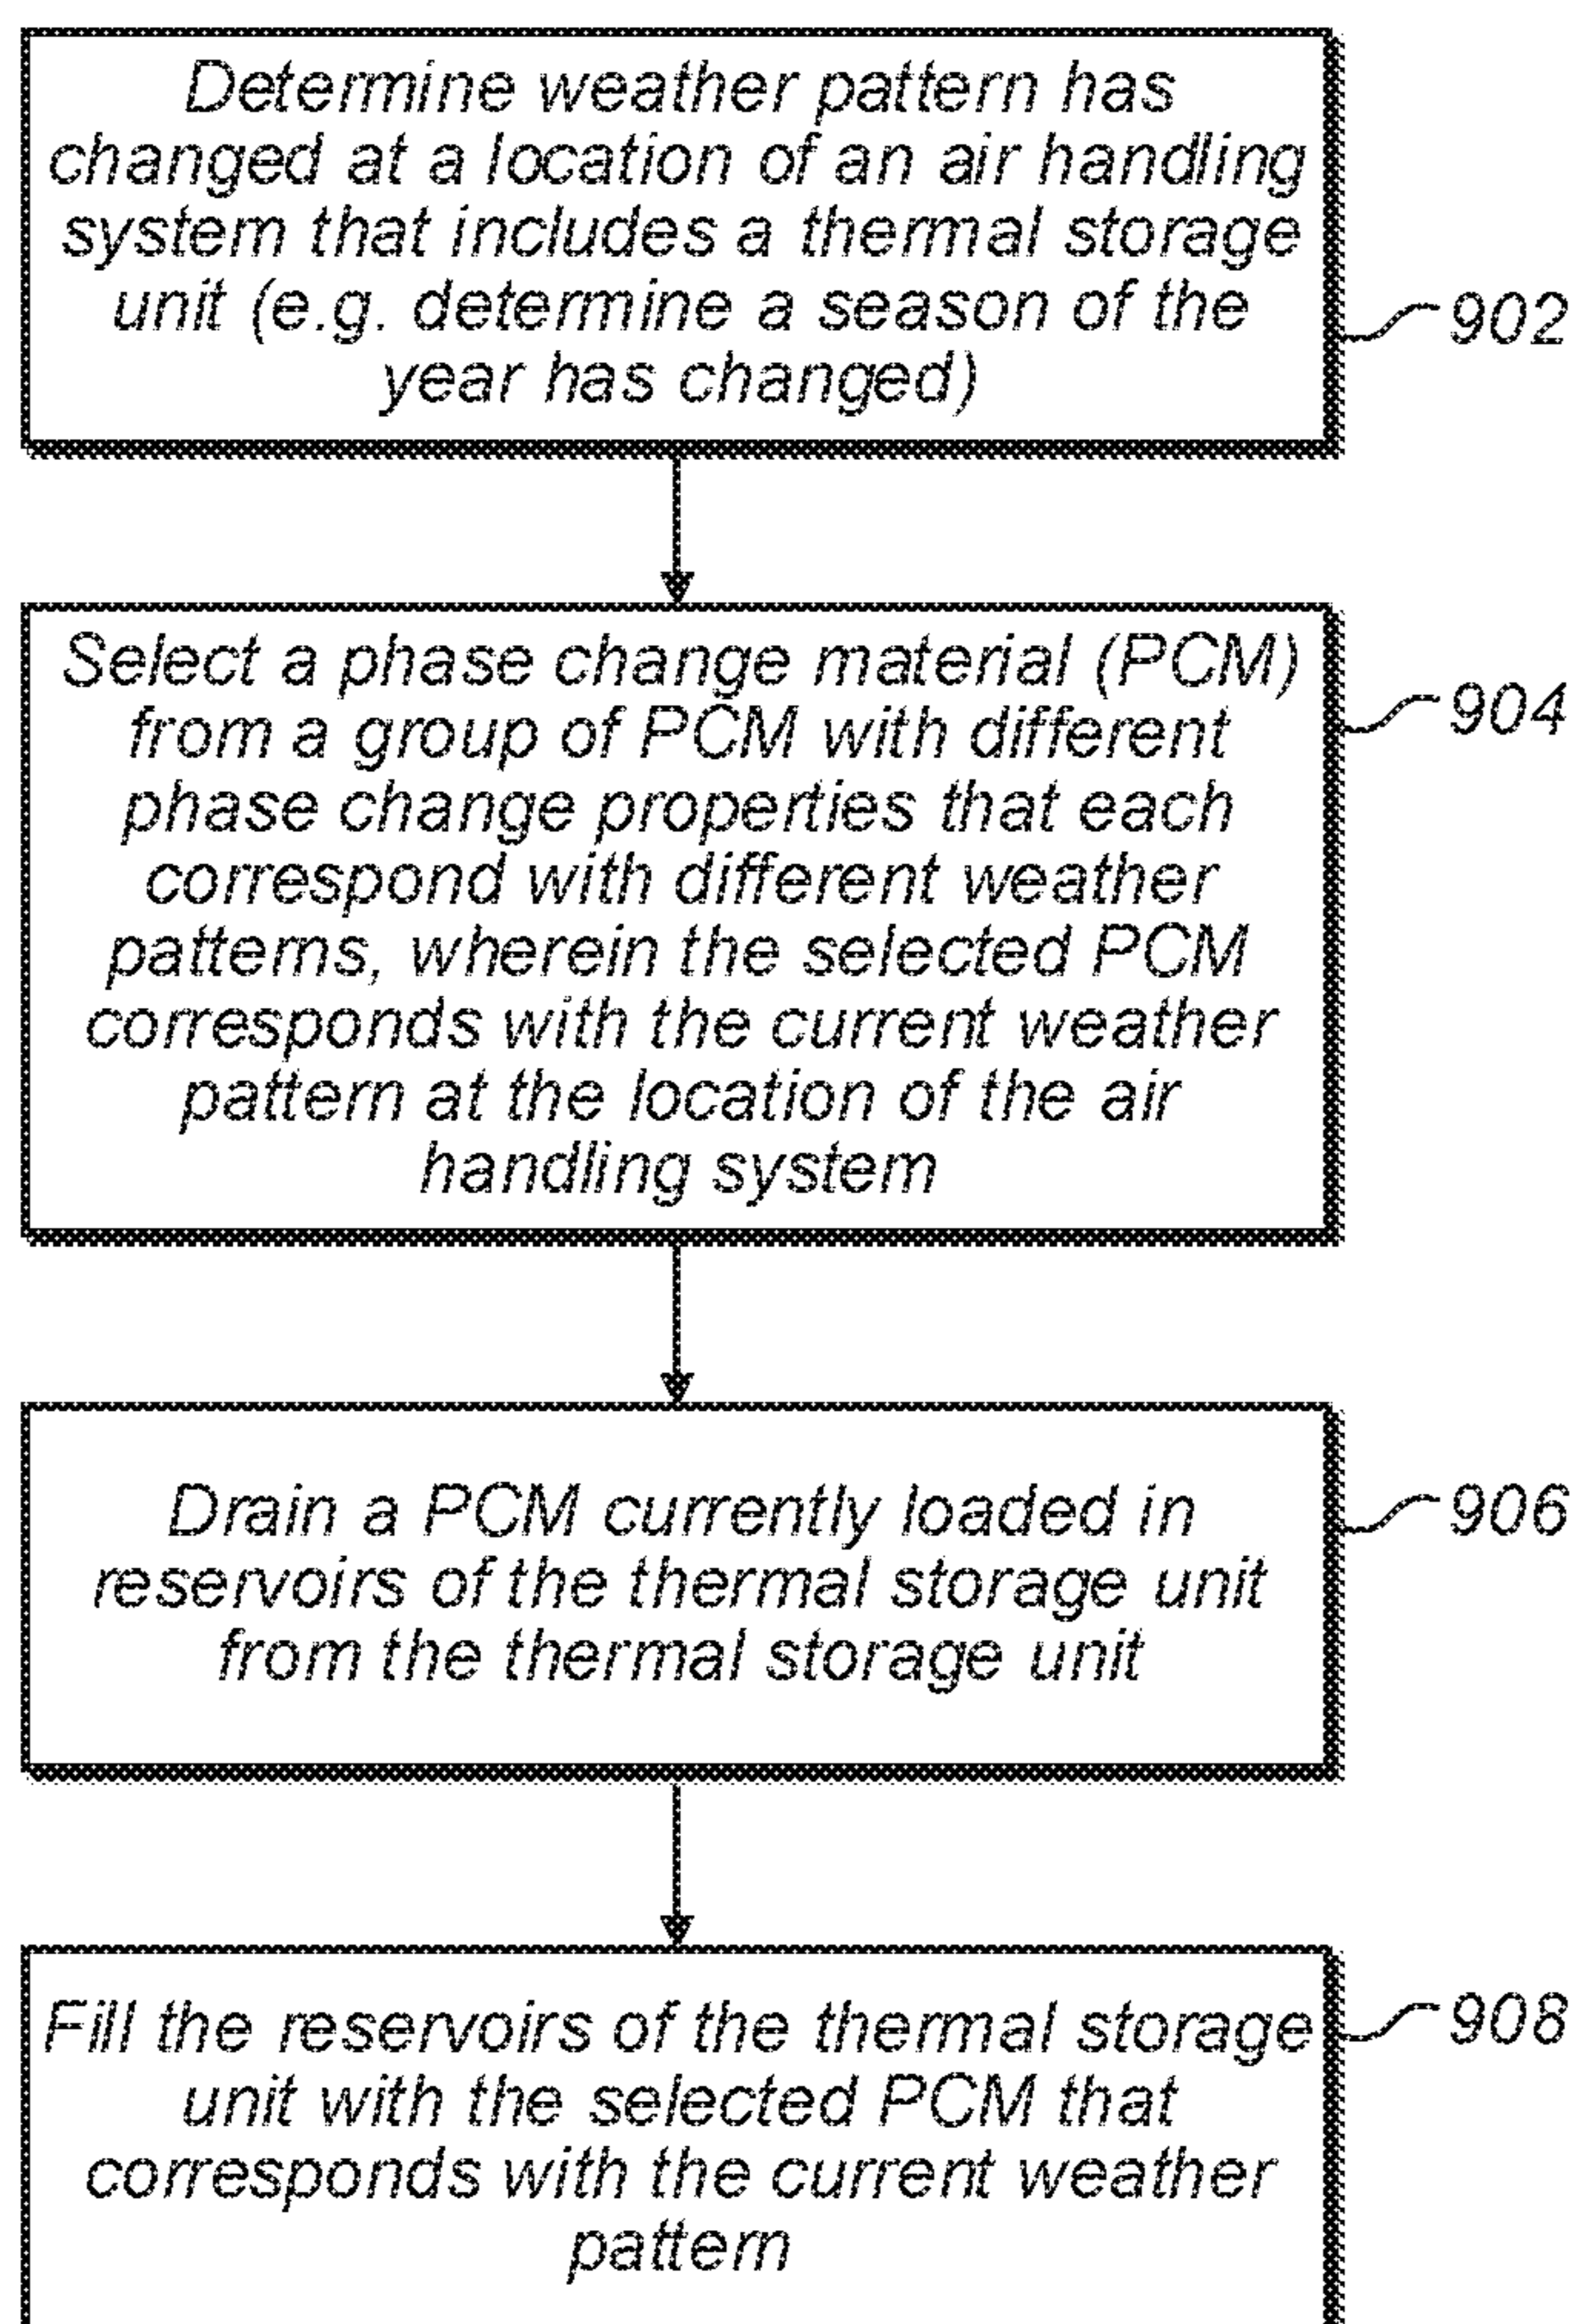 Determine weather pattern has
changed at a location of an air handling
system that includes a thermal storage
unit (e.g. determine a season of the
year has changed)
902
Select a phase change material (PCM)
from a group of PCM with different
phase change properties that each
correspond with different weather
patterns, wherein the selected PCM
corresponds with the current weather
pattern at the location of the air
handling system
904
Drain a PCM currently loaded in
reservoirs of the thermal storage unit
from the thermal storage unit
906
Fill the reservoirs of the thermal storage
unit with the selected PCM that
corresponds with the current weather
pattern
908